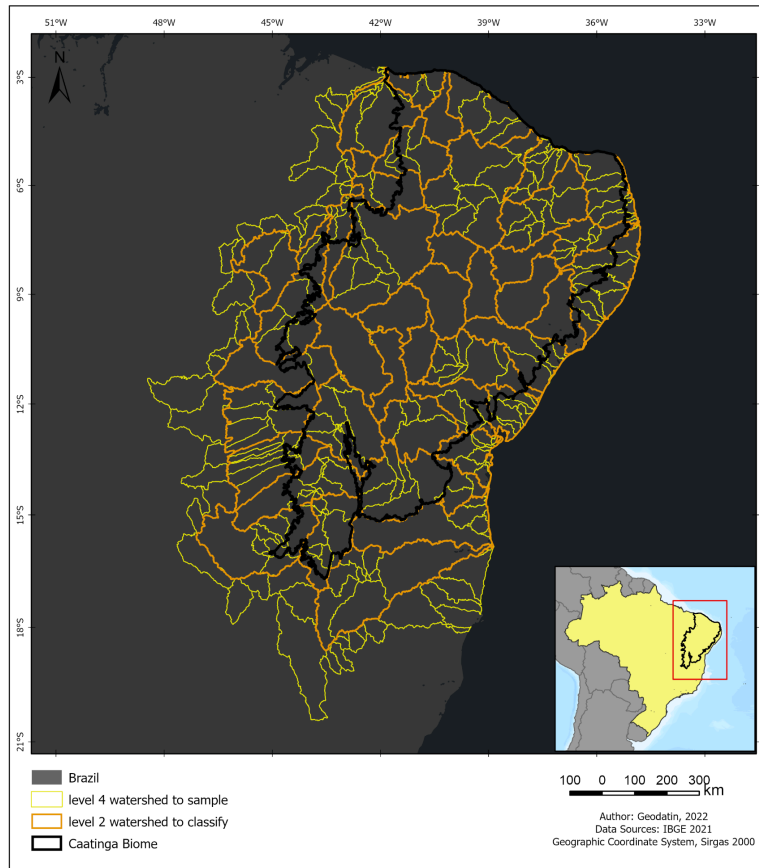 51°W 48°W 45°W 42°W 39°W 36°W 33°W
N
3°S
6°S
9°S
12°S
15°S
18°S
21°S
Brazil
level 4 watershed to sample
level 2 watershed to classify
Caatinga Biome
100 0 100 200 300 km
Author: Geodatin, 2022
Data Sources: IBGE 2021
Geographic Coordinate System, Sirgas 2000